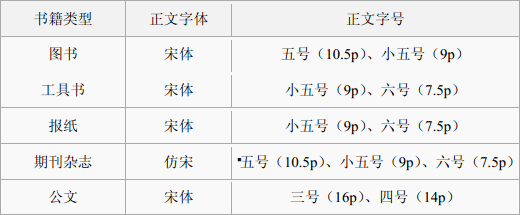 书籍类型 正文字体 正文字号
图书 宋体 五号（10.5p）、小五号（9p）
工具书 宋体 小五号（9p）、六号（7.5p）
报纸 宋体 小五号（9p）、六号（7.5p）
期刊杂志 仿宋 五号（10.5p）、小五号（9p）、六号（7.5p）
公文 宋体 三号（16p）、四号（14p）